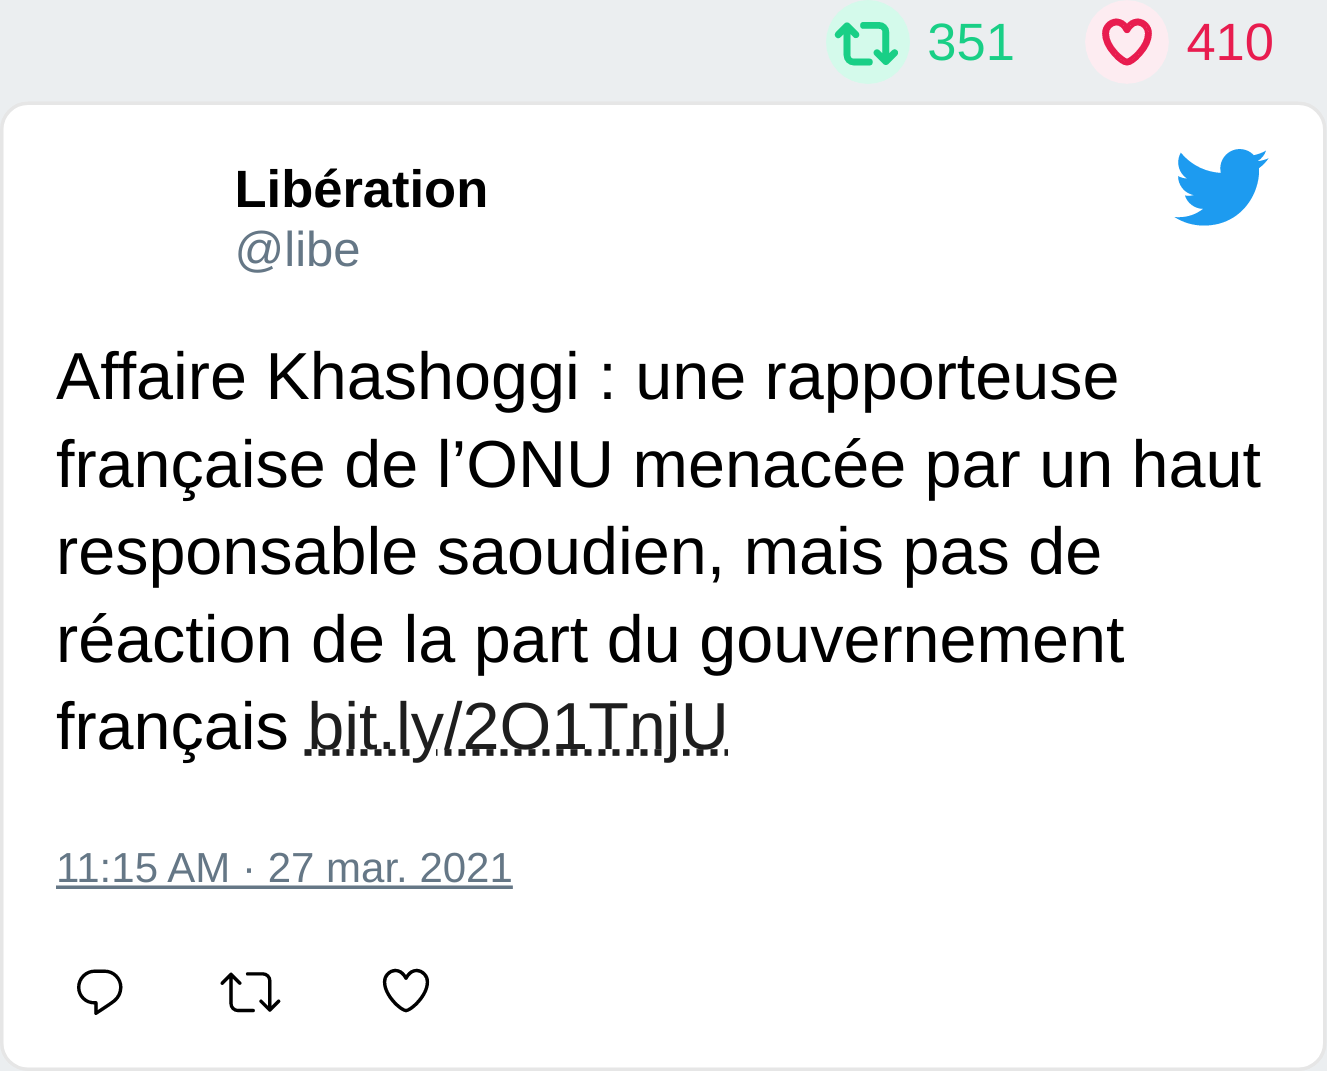 351 410
Libération
@libe
Affaire Khashoggi : une rapporteuse
française de l’ONU menacée par un haut
responsable saoudien, mais pas de
réaction de la part du gouvernement
français bit.ly/2O1TnjU
11:15 AM · 27 mar. 2021